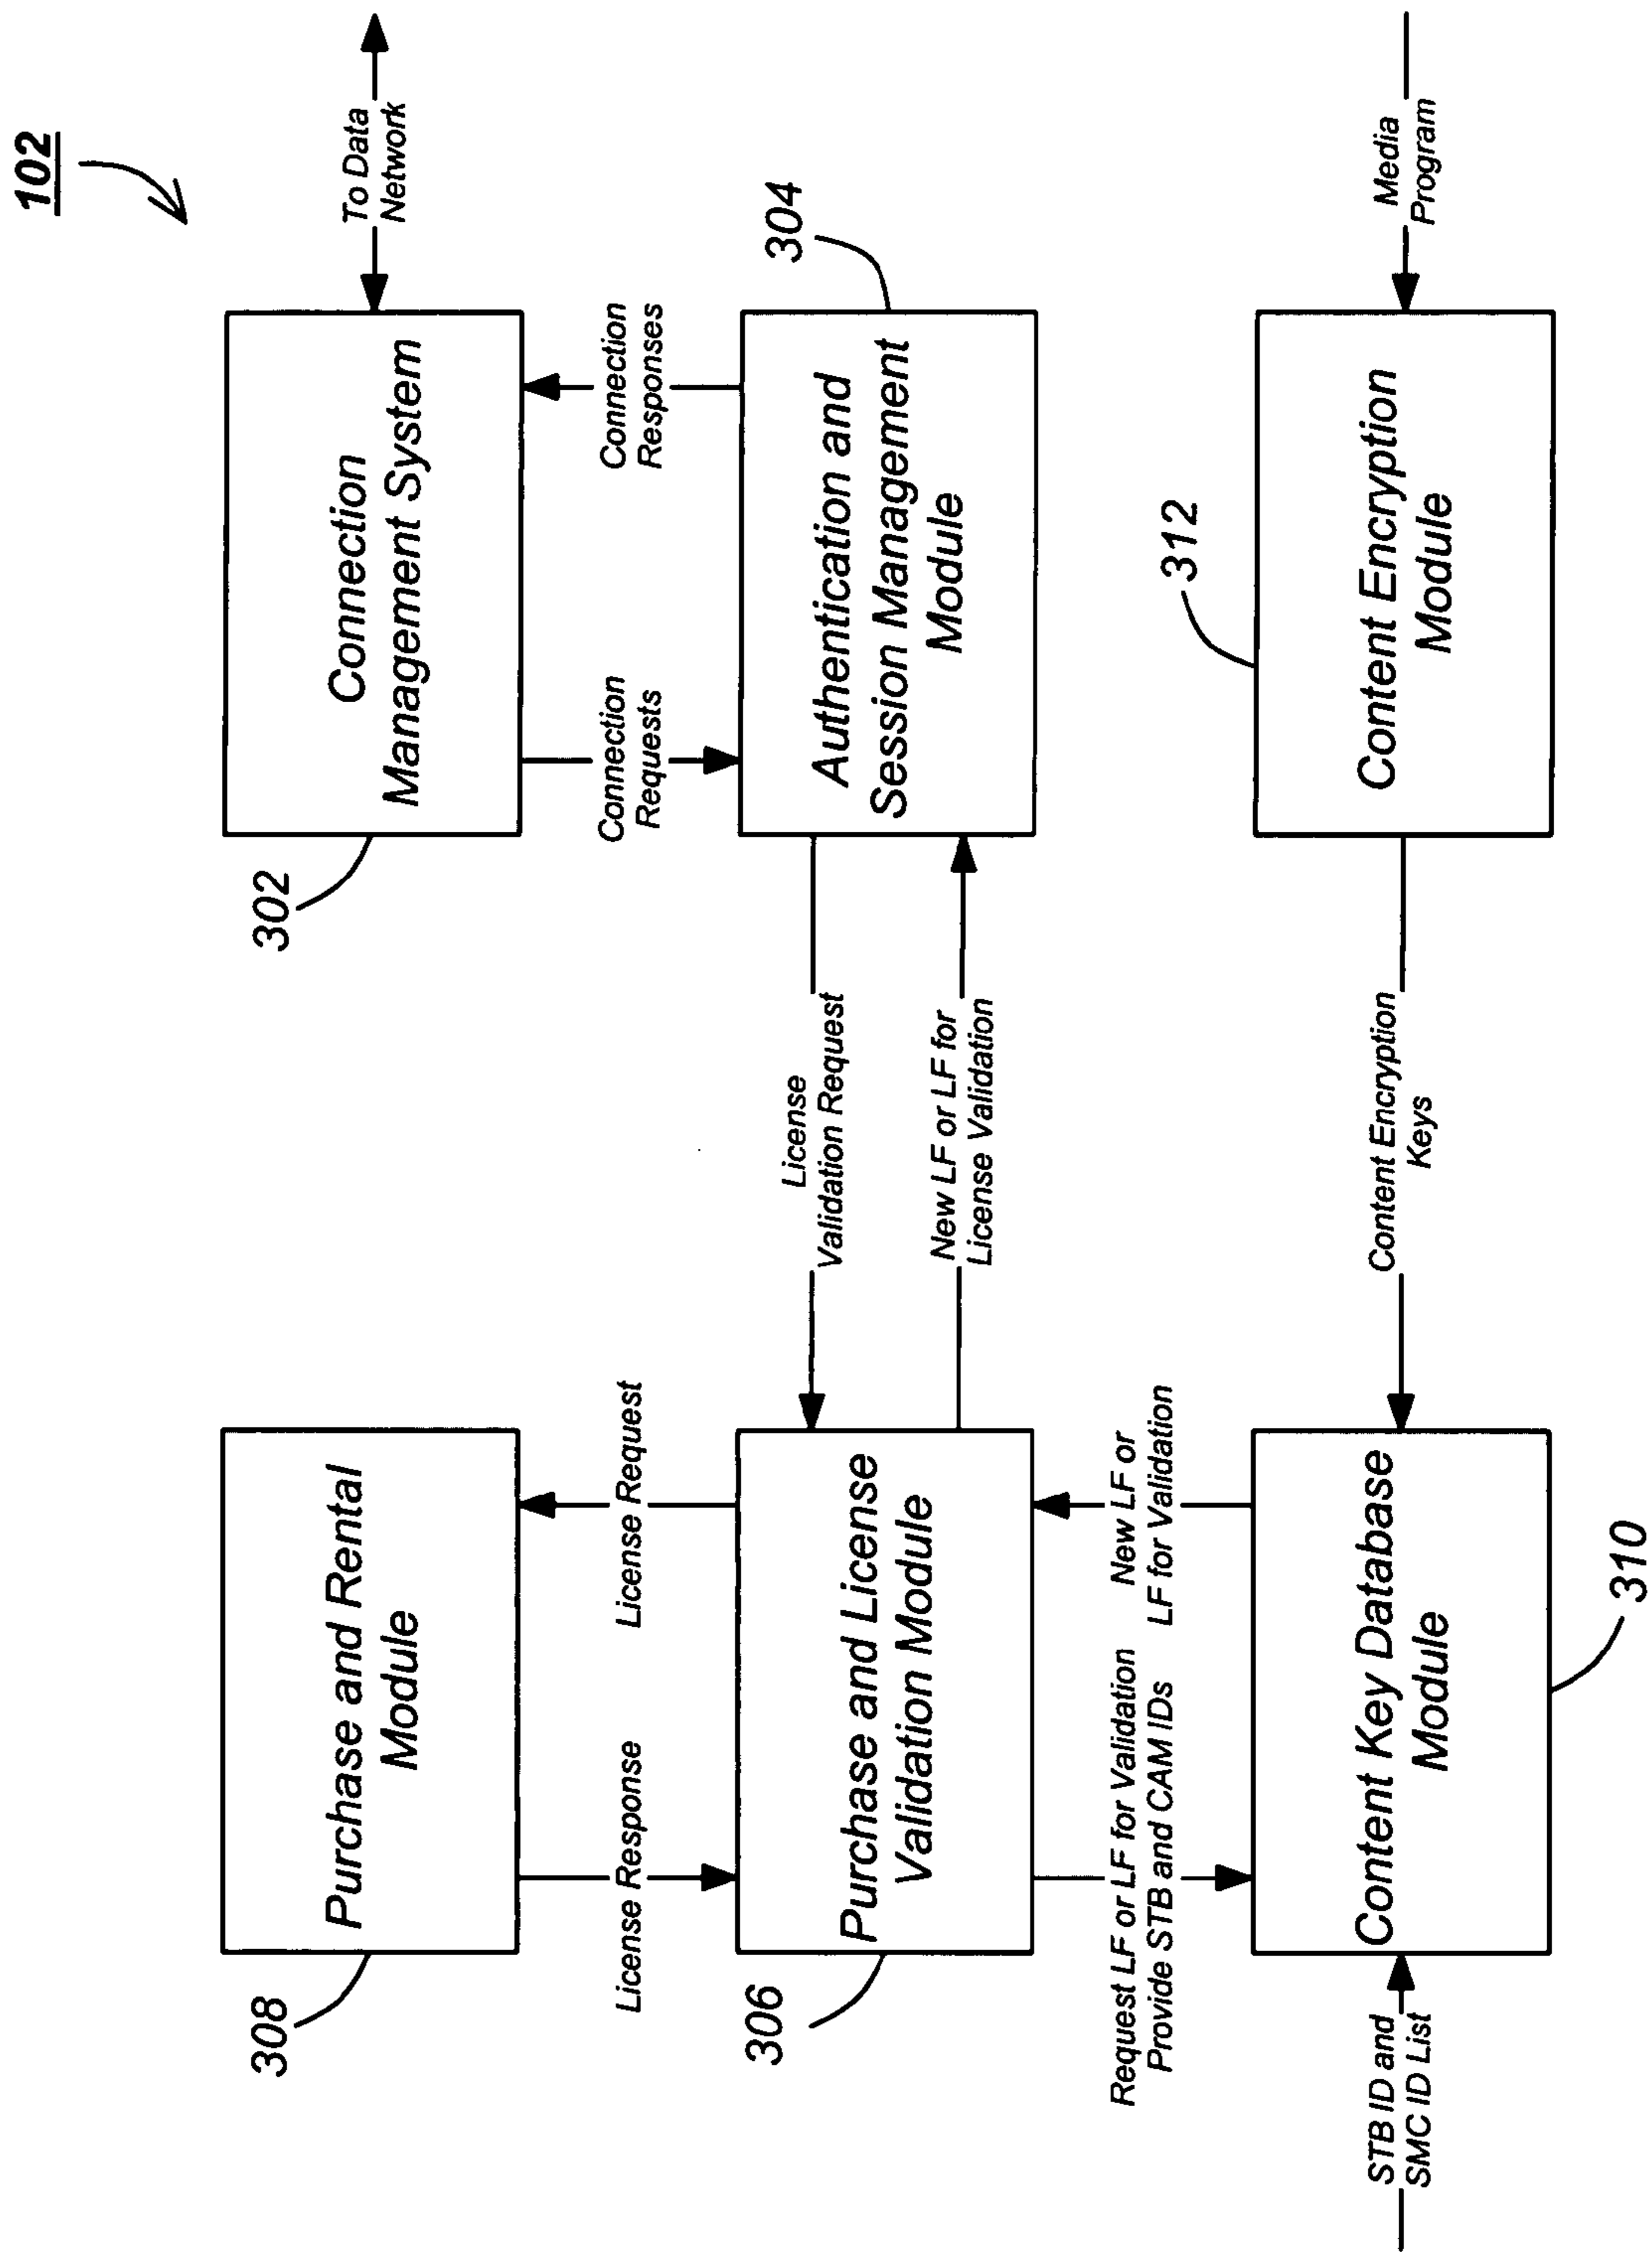 102
308
Purchase and Rental
Module
302
Connection
Management System
To Data
Network
License Response
License Request
Connection
Requests
Connection
Responses
306
Purchase and License
Validation Module
License
Validation Request
New LF or LF for
License Validation
304
Authentication and
Session Management
Module
Request LF or LF for Validation
Provide STB and CAM IDs
New LF or
LF for Validation
312
STB ID and
SMC ID List
Content Key Database
Module
310
Content Encryption
Keys
Content Encryption
Module
Media
Program